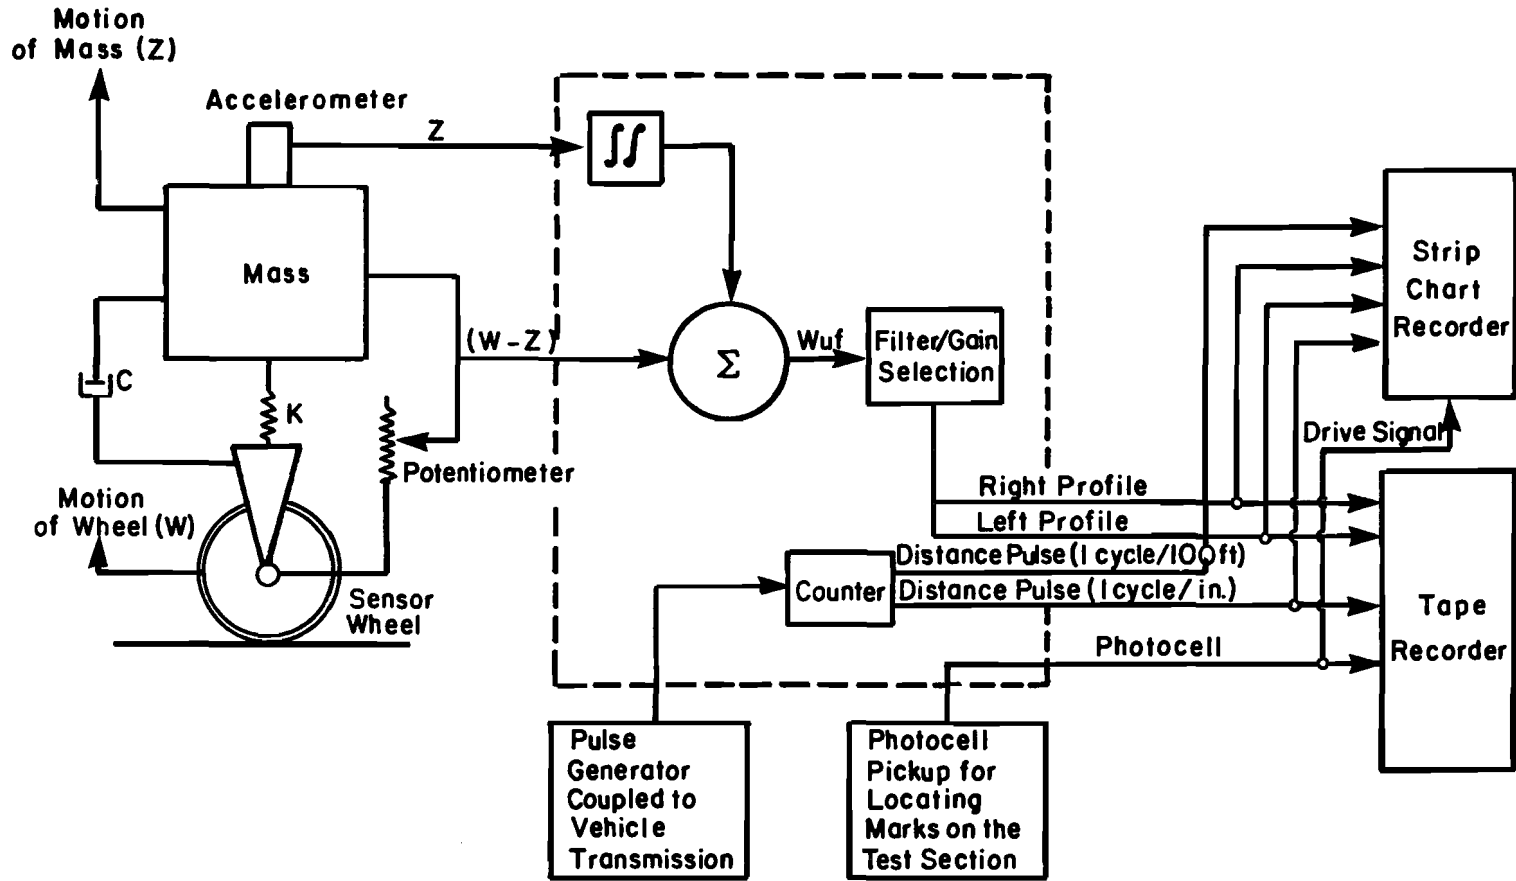 Motion
of Mass (Z)
Accelerometer
Z
∫∫
Mass
(W-Z)
Σ
Wuf
Filter/Gain
Selection
Strip
Chart
Recorder
C
K
Potentiometer
Drive Signal
Motion
of Wheel (W)
Sensor
Wheel
Right Profile
Left Profile
Distance Pulse (1 cycle/100 ft)
Counter
Distance Pulse (1 cycle/in.)
Photocell
Tape
Recorder
Pulse
Generator
Coupled to
Vehicle
Transmission
Photocell
Pickup for
Locating
Marks on the
Test Section